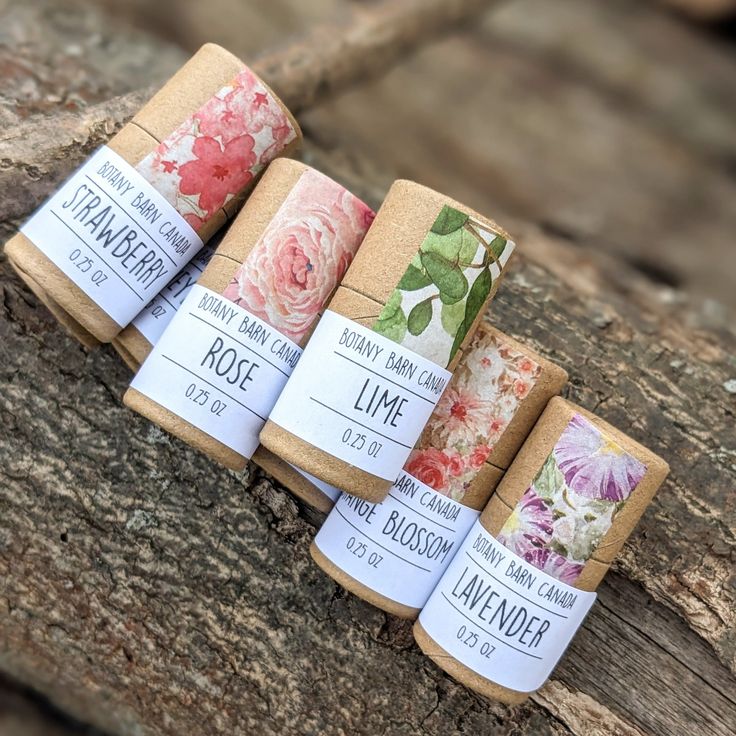 BOTANY BARN CANADA
STRAWBERRY
0.25 OZ
OZ
BOTANY BARN CANADA
ROSE
0.25 OZ
BOTANY BARN CANADA
LIME
0.25 OZ
BARN CANADA
BLOSSOM
0.25 OZ
BOTANY BARN CANADA
LAVENDER
0.25 OZ